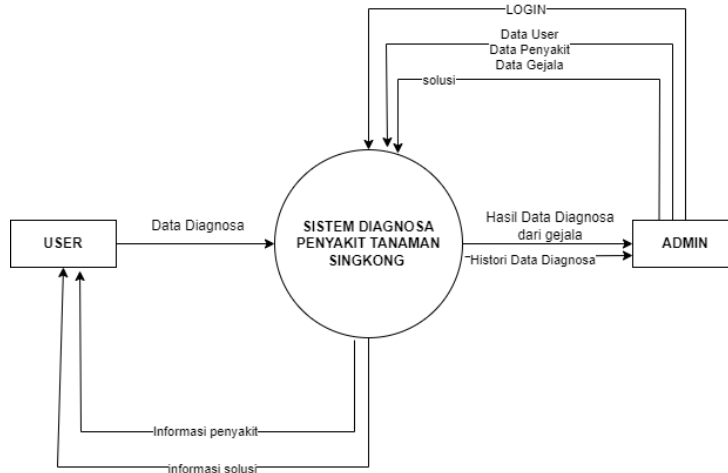 LOGIN
Data User
Data Penyakit
Data Gejala
solusi
USER
Data Diagnosa
SISTEM DIAGNOSA
PENYAKIT TANAMAN
SINGKONG
Hasil Data Diagnosa
dari gejala
Histori Data Diagnosa
ADMIN
Informasi penyakit
informasi solusi